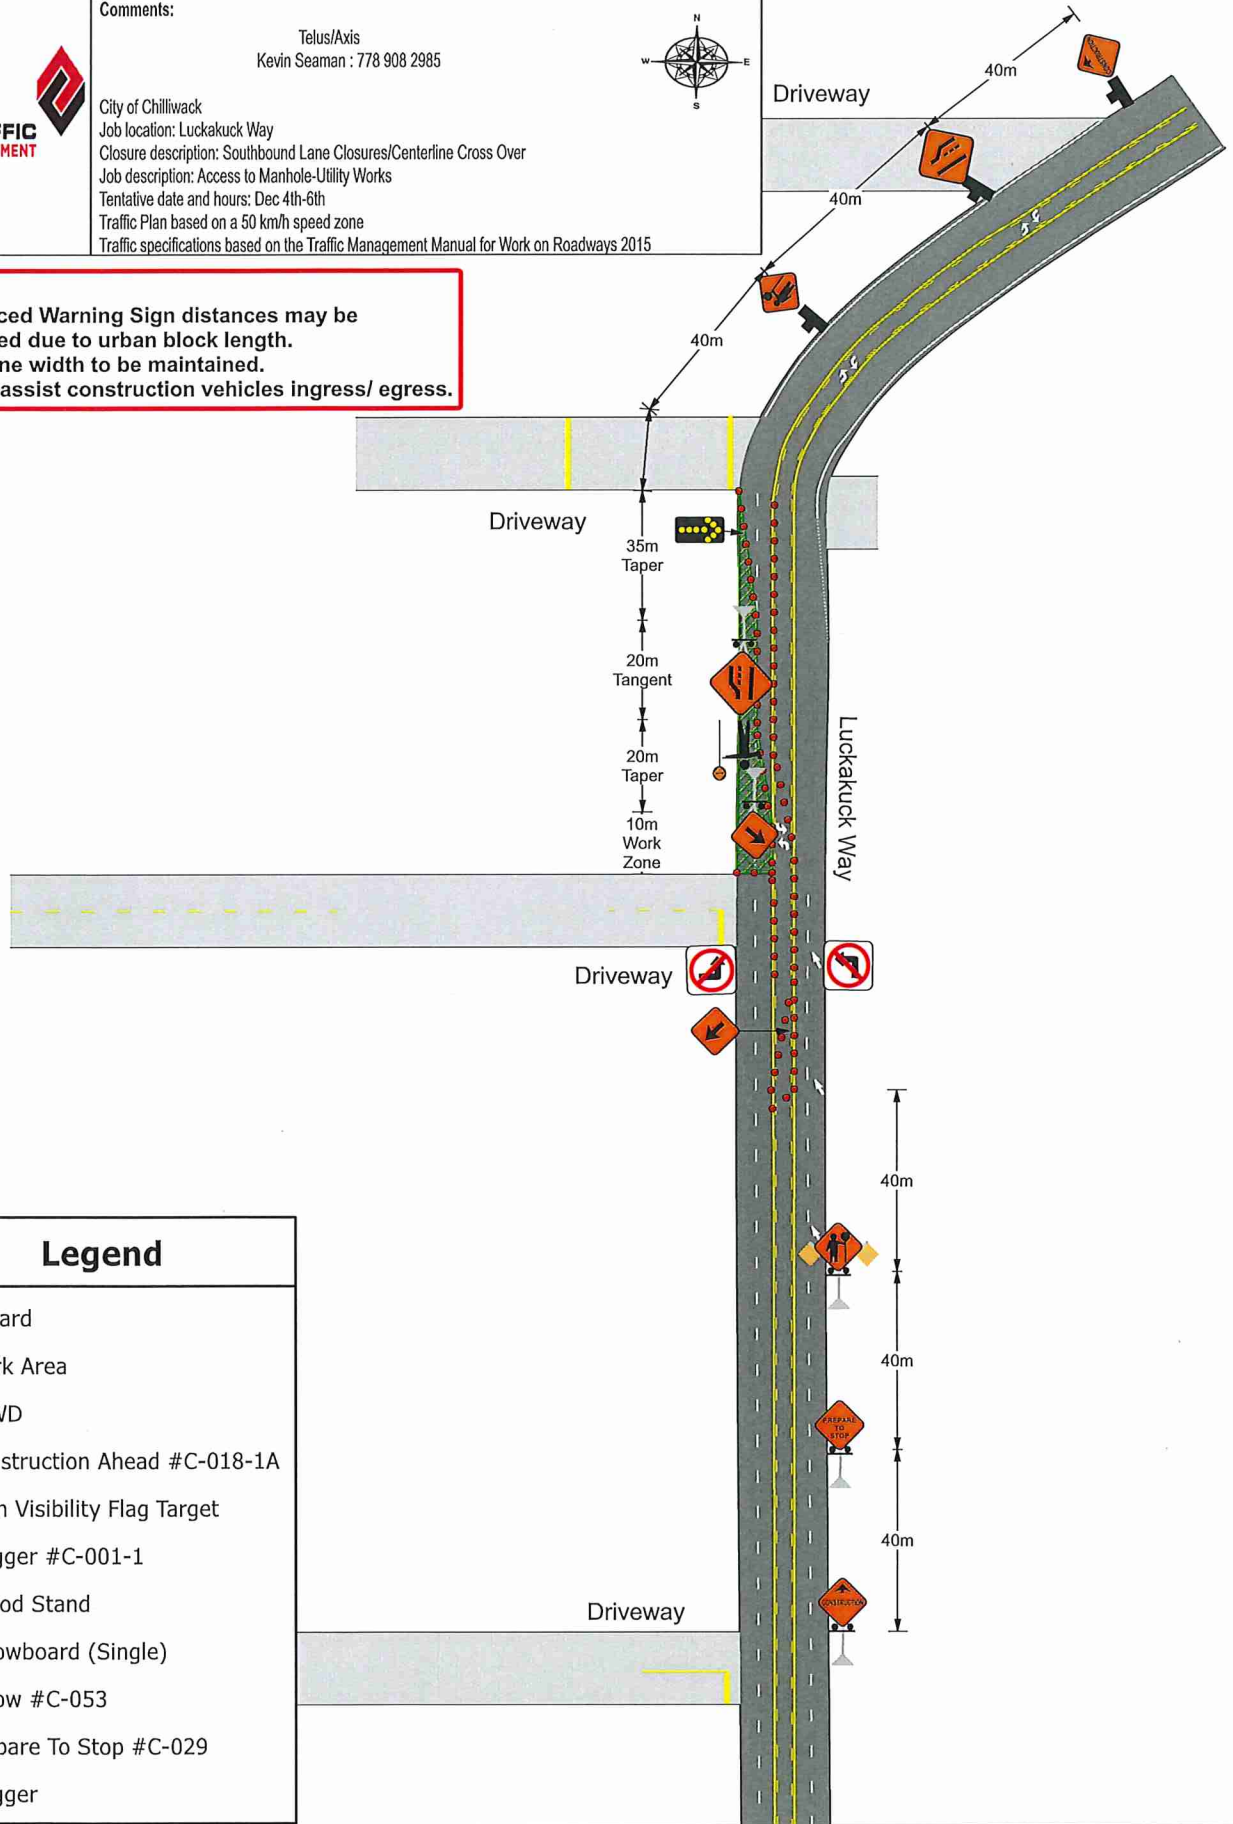 Comments:
Telus/Axis
Kevin Seaman : 778 908 2985
City of Chilliwack
Job location: Luckakuck Way
Closure description: Southbound Lane Closures/Centerline Cross Over
Job description: Access to Manhole-Utility Works
Tentative date and hours: Dec 4th-6th
Traffic Plan based on a 50 km/h speed zone
Traffic specifications based on the Traffic Management Manual for Work on Roadways 2015
FFIC
MENT
N
W
E
S
ced Warning Sign distances may be
ed due to urban block length.
ne width to be maintained.
assist construction vehicles ingress/ egress.
CONSTRUCTION
40m
Driveway
40m
40m
Driveway
35m
Taper
20m
Tangent
20m
Taper
10m
Work
Zone
Luckakuck Way
Driveway
40m
40m
PREPARE
TO
STOP
40m
CONSTRUCTION
Driveway
Legend
ard
k Area
VD
struction Ahead #C-018-1A
h Visibility Flag Target
gger #C-001-1
od Stand
owboard (Single)
ow #C-053
pare To Stop #C-029
gger